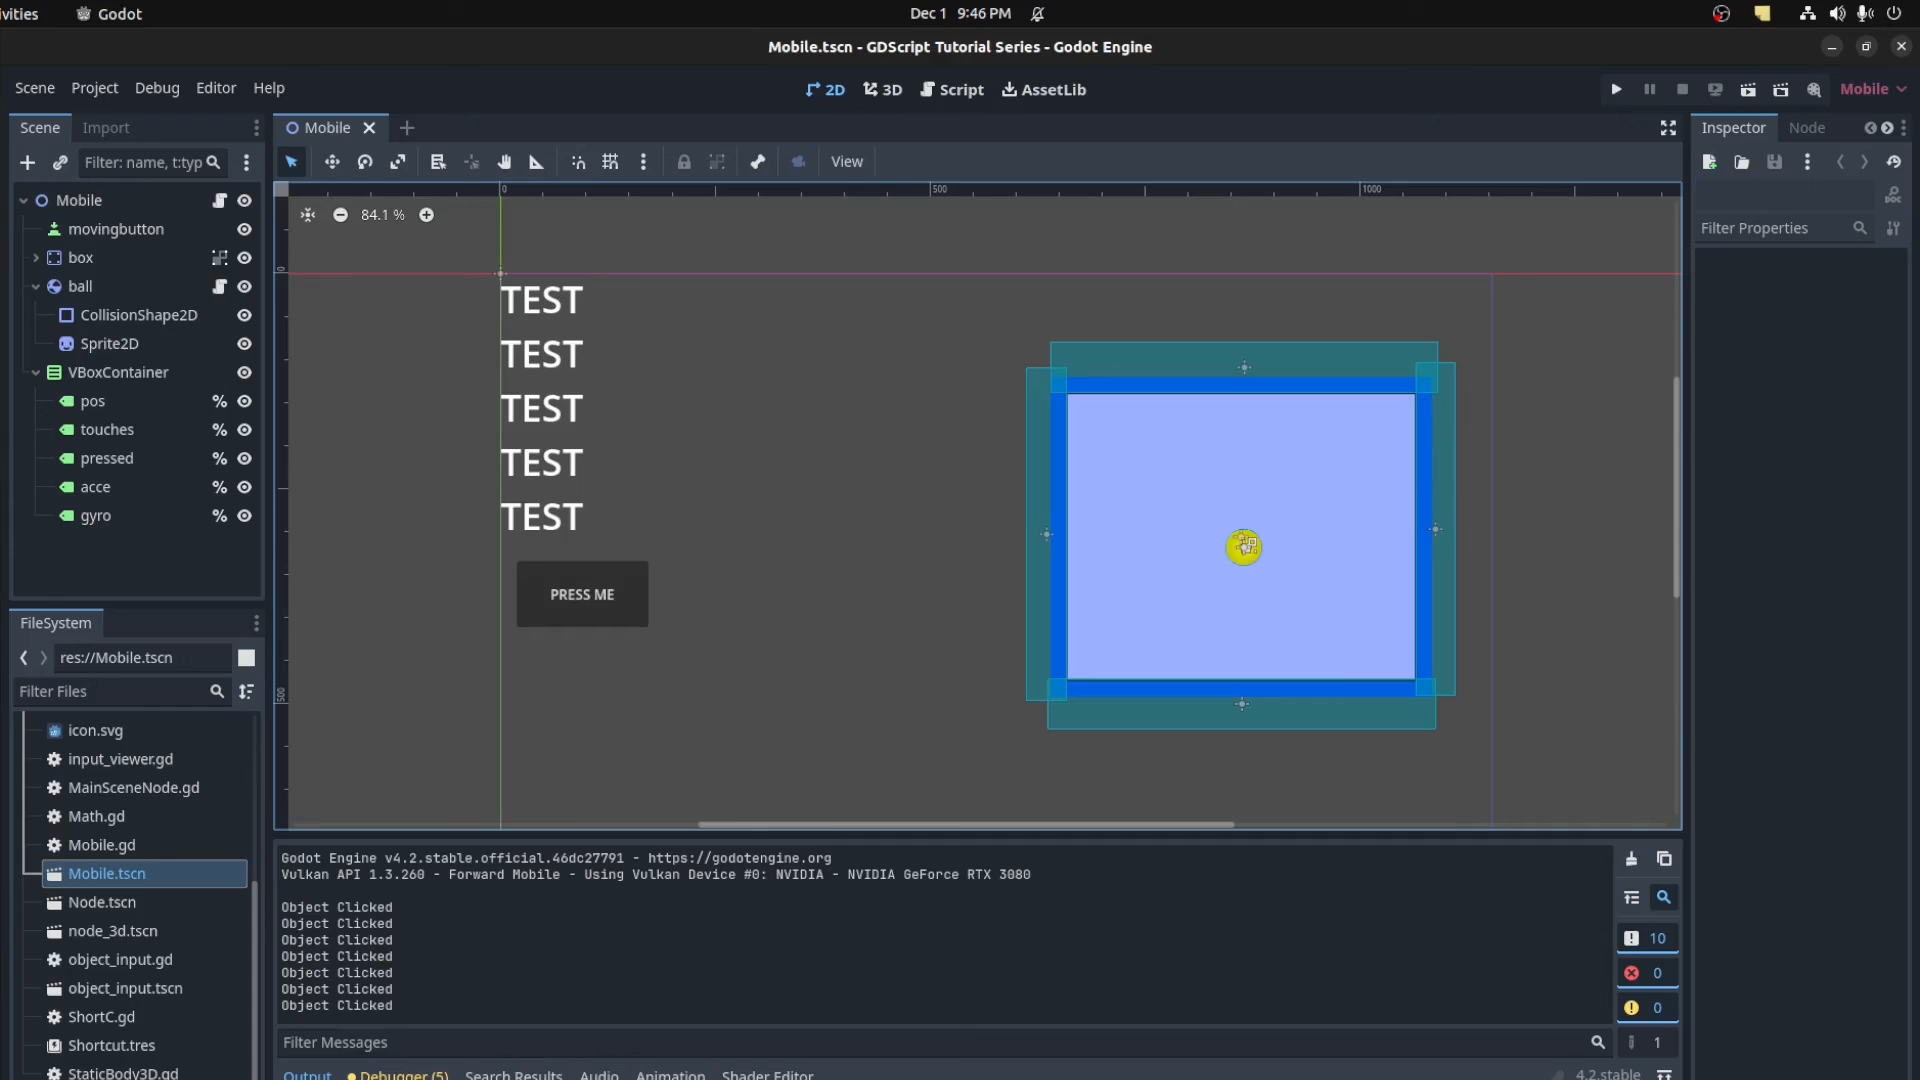 ivities Godot Dec 1 9:46 PM
Mobile.tscn - GDScript Tutorial Series - Godot Engine
Scene Project Debug Editor Help 2D 3D Script AssetLib Mobile
Scene Import Mobile Inspector Node
Filter: name, t:typ View
0 500 1000
Mobile 84.1 %
movingbutton Filter Properties
box
ball
CollisionShape2D
Sprite2D
VBoxContainer
pos
touches
pressed
acce
gyro
0
500
TEST
TEST
TEST
TEST
TEST
PRESS ME
FileSystem
res://Mobile.tscn
Filter Files
icon.svg
input_viewer.gd
MainSceneNode.gd
Math.gd
Mobile.gd
Mobile.tscn
Node.tscn
node_3d.tscn
object_input.gd
object_input.tscn
ShortC.gd
Shortcut.tres
StaticBody3D.gd
Godot Engine v4.2.stable.official.46dc27791 - https://godotengine.org
Vulkan API 1.3.260 - Forward Mobile - Using Vulkan Device #0: NVIDIA - NVIDIA GeForce RTX 3080
Object Clicked
Object Clicked
Object Clicked
Object Clicked
Object Clicked
Object Clicked
Object Clicked
10
0
0
1
Filter Messages
Output Debugger (5) Search Results Audio Animation Shader Editor 4.2.stable